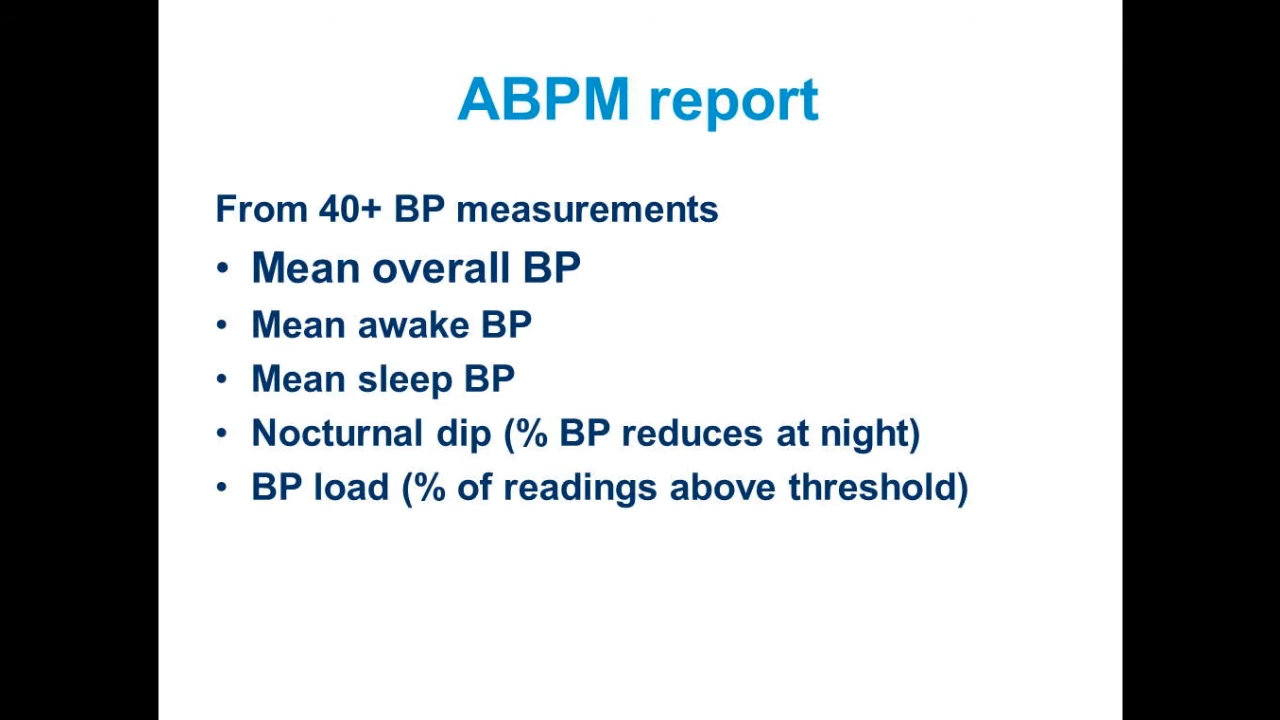 ABPM report
From 40+ BP measurements
• Mean overall BP
• Mean awake BP
• Mean sleep BP
• Nocturnal dip (% BP reduces at night)
• BP load (% of readings above threshold)